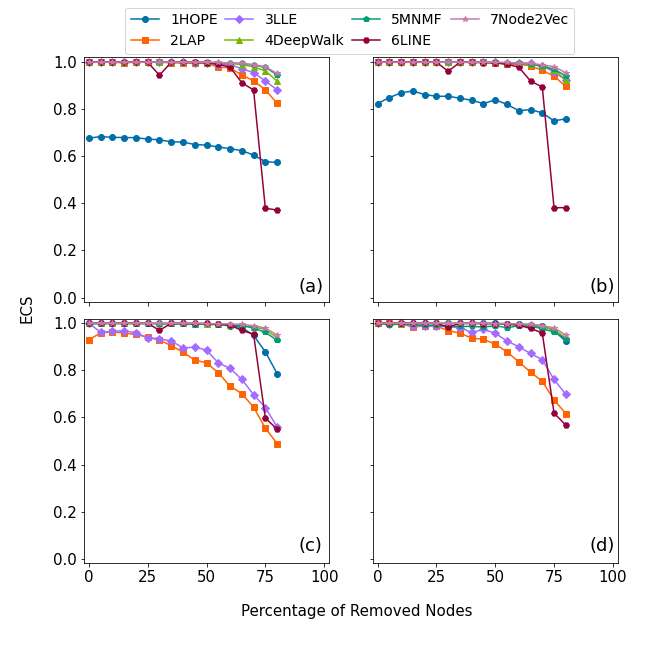 1HOPE 3LLE 5MNMF 7Node2Vec
2LAP 4DeepWalk 6LINE
1.0
0.8
0.6
0.4
0.2
0.0
(a) (b)
ECS
1.0
0.8
0.6
0.4
0.2
0.0
(c) (d)
0 25 50 75 100 0 25 50 75 100
Percentage of Removed Nodes